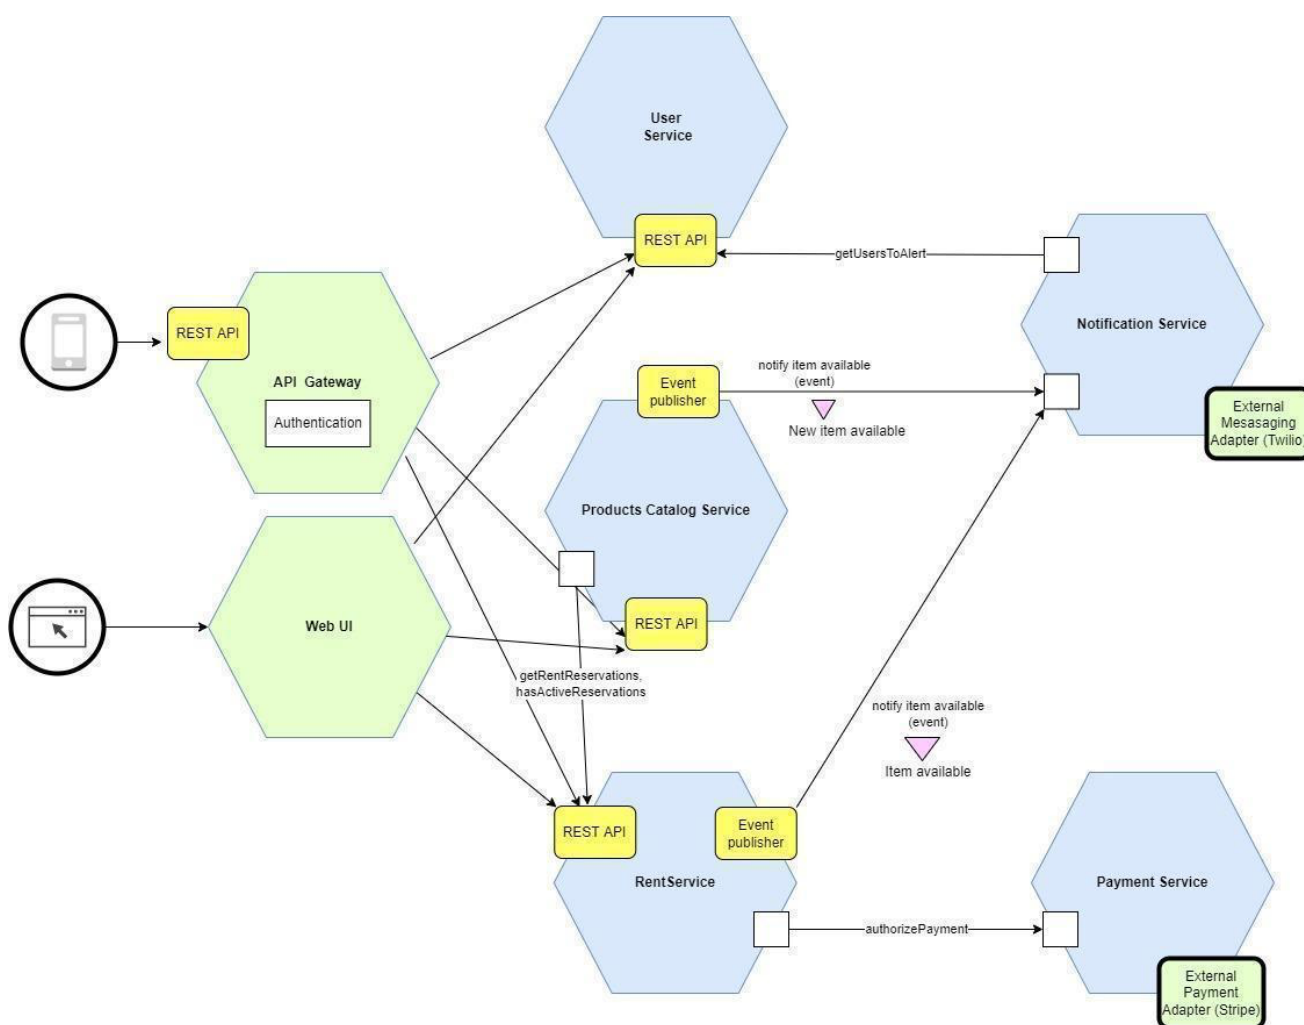 User
Service
REST API
getUsersToAlert
REST API
Notification Service
API  Gateway
Authentication
notify item available
(event)
Event
publisher
New item available
External
Mesasaging
Adapter (Twilio)
Products Catalog Service
Web UI
REST API
getRentReservations,
hasActiveReservations
notify item available
(event)
Item available
REST API
Event
publisher
RentService
Payment Service
authorizePayment
External
Payment
Adapter (Stripe)